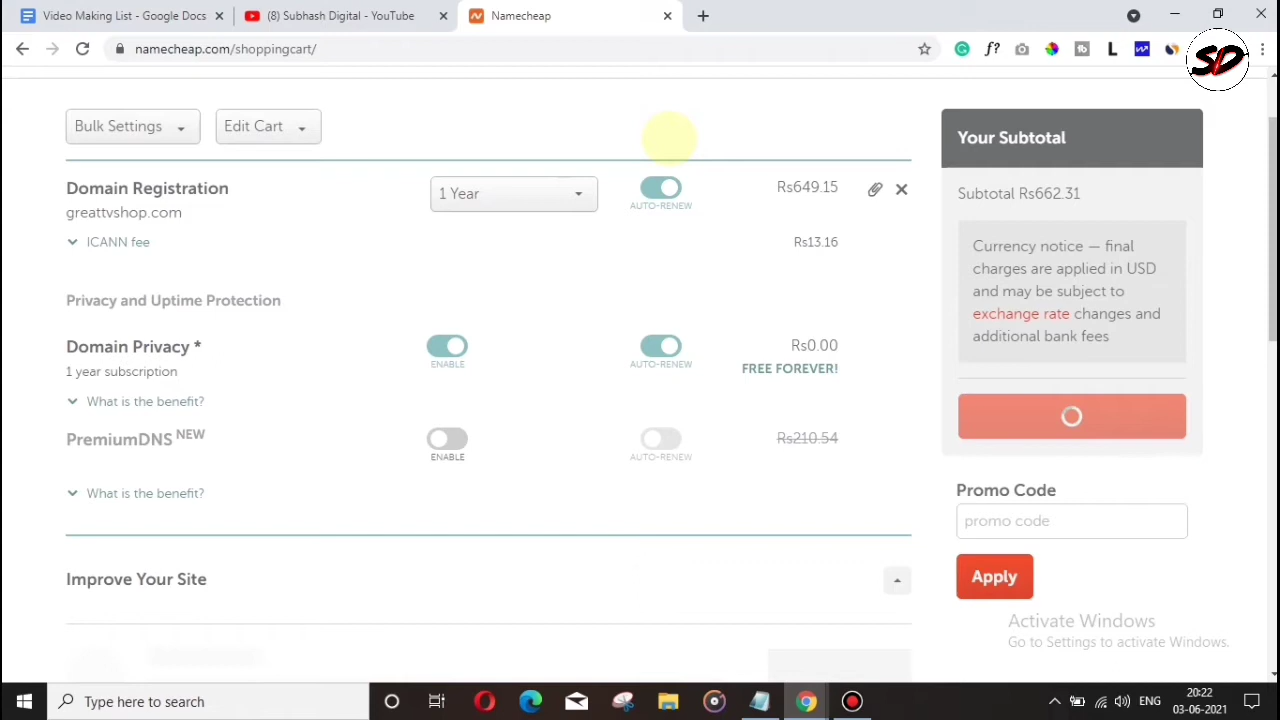 Video Making List - Google Docs
(8) Subhash Digital - YouTube
Namecheap
namecheap.com/shoppingcart/
f?
L
SD
Bulk Settings
Edit Cart
Your Subtotal
Domain Registration
1 Year
AUTO-RENEW
Rs649.15
greattvshop.com
ICANN fee
Rs13.16
Subtotal Rs662.31
Currency notice — final
charges are applied in USD
and may be subject to
exchange rate changes and
additional bank fees
Privacy and Uptime Protection
Domain Privacy *
ENABLE
AUTO-RENEW
Rs0.00
1 year subscription
FREE FOREVER!
What is the benefit?
PremiumDNS NEW
ENABLE
AUTO-RENEW
Rs210.54
What is the benefit?
Promo Code
promo code
Apply
Improve Your Site
Activate Windows
Go to Settings to activate Windows.
Type here to search
ENG
20:22
03-06-2021